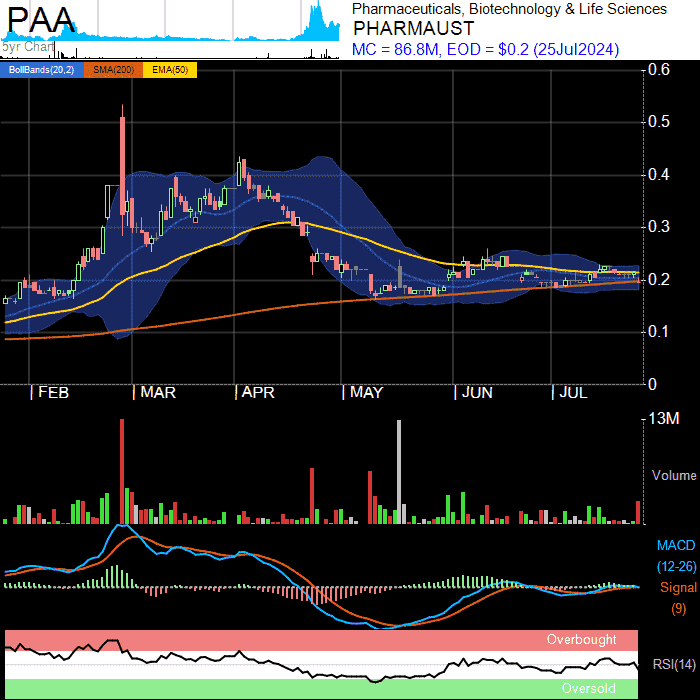 PAA
5yr Chart
Pharmaceuticals, Biotechnology & Life Sciences
PHARMAUST
MC = 86.8M, EOD = $0.2 (25Jul2024)
BollBands(20,2) SMA(200) EMA(50)
0.6
0.5
0.4
0.3
0.2
0.1
0
FEB MAR APR MAY JUN JUL
13M
Volume
MACD
(12-26)
Signal
(9)
Overbought
RSI(14)
Oversold